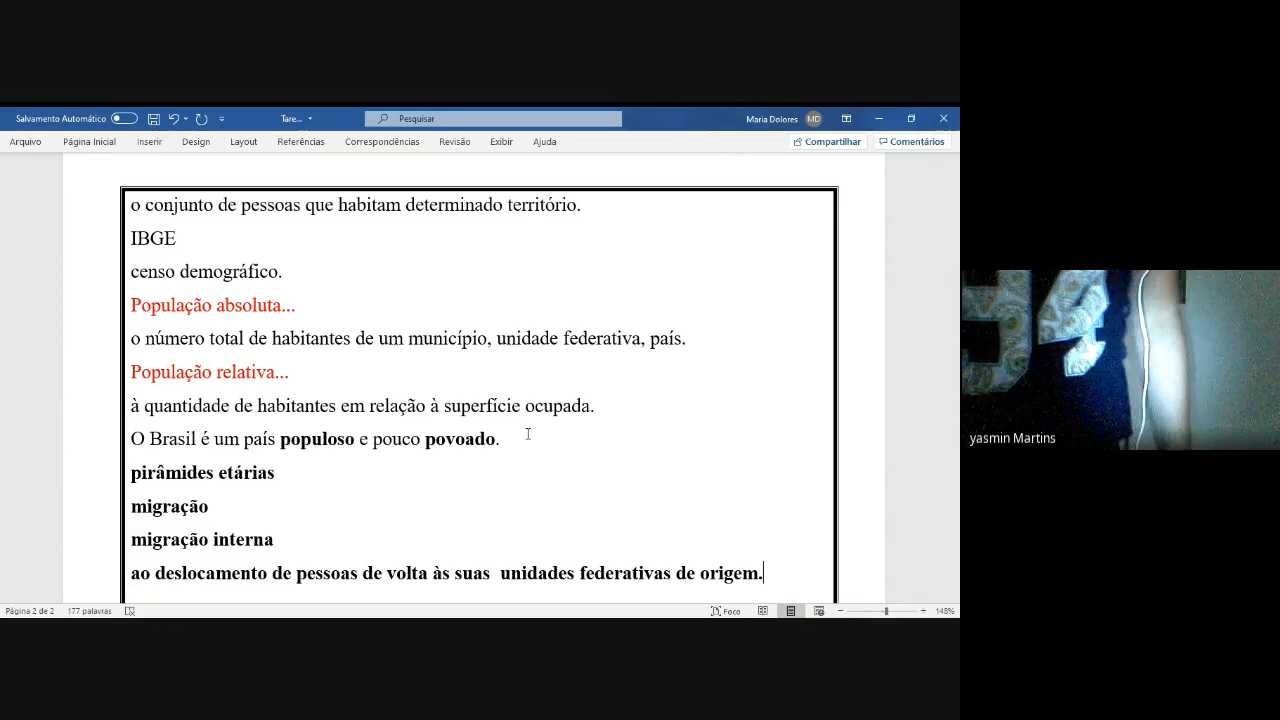 Salvamento Automático
Tare...
Pesquisar
Maria Dolores
MD
Arquivo
Página Inicial
Inserir
Design
Layout
Referências
Correspondências
Revisão
Exibir
Ajuda
Compartilhar
Comentários
o conjunto de pessoas que habitam determinado território.
IBGE
censo demográfico.
População absoluta...
o número total de habitantes de um município, unidade federativa, país.
População relativa...
à quantidade de habitantes em relação à superfície ocupada.
O Brasil é um país populoso e pouco povoado.
pirâmides etárias
migração
migração interna
ao deslocamento de pessoas de volta às suas  unidades federativas de origem.
Página 2 de 2
177 palavras
Foco
148%
yasmin Martins